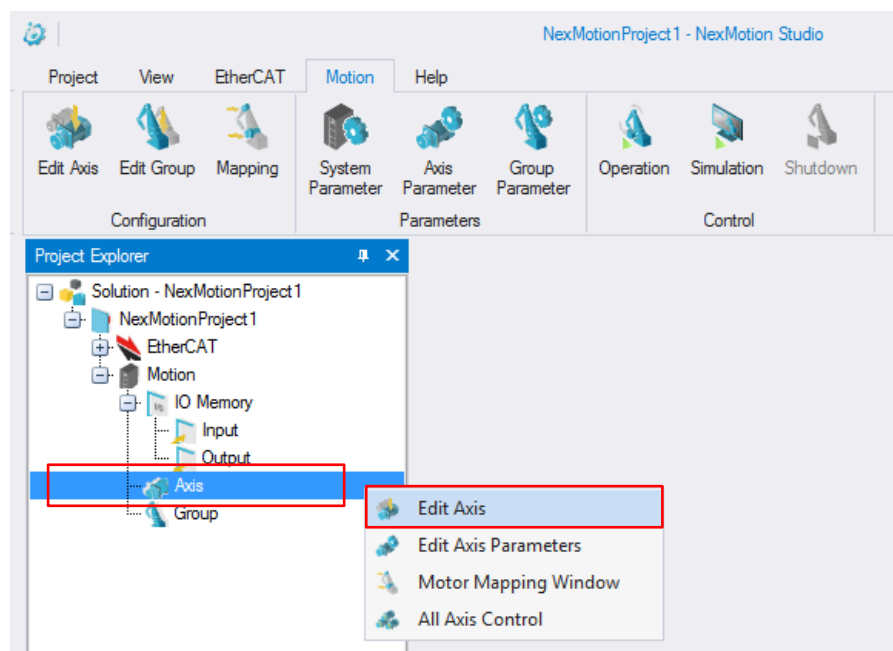 NexMotionProject1 - NexMotion Studio
Project View EtherCAT Motion Help
Edit Axis Edit Group Mapping System Parameter Axis Parameter Group Parameter Operation Simulation Shutdown
Configuration Parameters Control
Project Explorer
Solution - NexMotionProject1
NexMotionProject1
EtherCAT
Motion
IO Memory
Input
Output
Axis
Group
Edit Axis
Edit Axis Parameters
Motor Mapping Window
All Axis Control